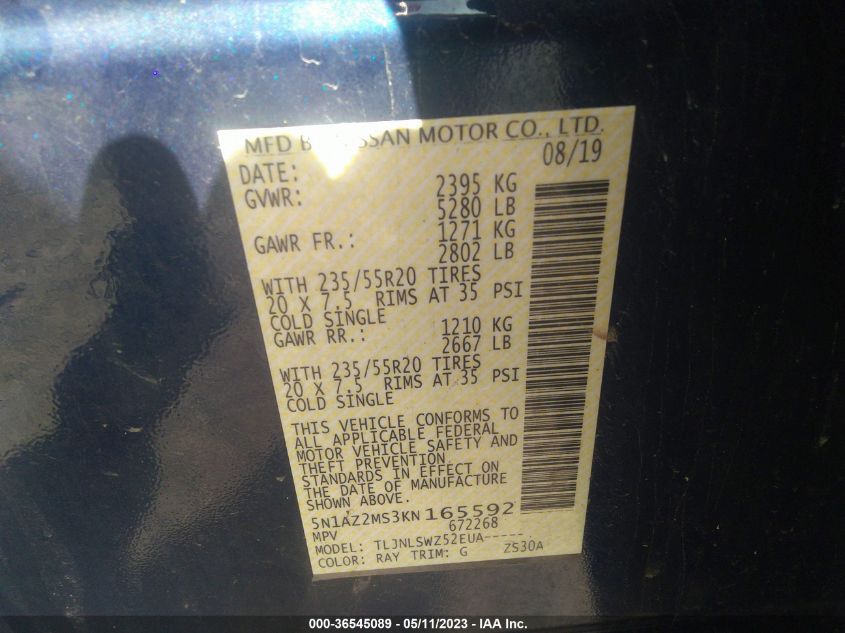 MFD B SSAN MOTOR CO., LTD.
DATE: 08/19
GVWR: 2395 KG
5280 LB
GAWR FR.: 1271 KG
2802 LB
WITH 235/55R20 TIRES
20 X 7.5 RIMS AT 35 PSI
COLD SINGLE
GAWR RR.: 1210 KG
2667 LB
WITH 235/55R20 TIRES
20 X 7.5 RIMS AT 35 PSI
COLD SINGLE
THIS VEHICLE CONFORMS TO
ALL APPLICABLE FEDERAL
MOTOR VEHICLE SAFETY AND
THEFT PREVENTION
STANDARDS IN EFFECT ON
THE DATE OF MANUFACTURE
SHOWN ABOVE.
5N1AZ2MS3KN165592
MPV 672268
MODEL: TLJNLSWZ52EUA-----
COLOR: RAY TRIM: G ZS30A
000-36545089 - 05/11/2023 - IAA Inc.